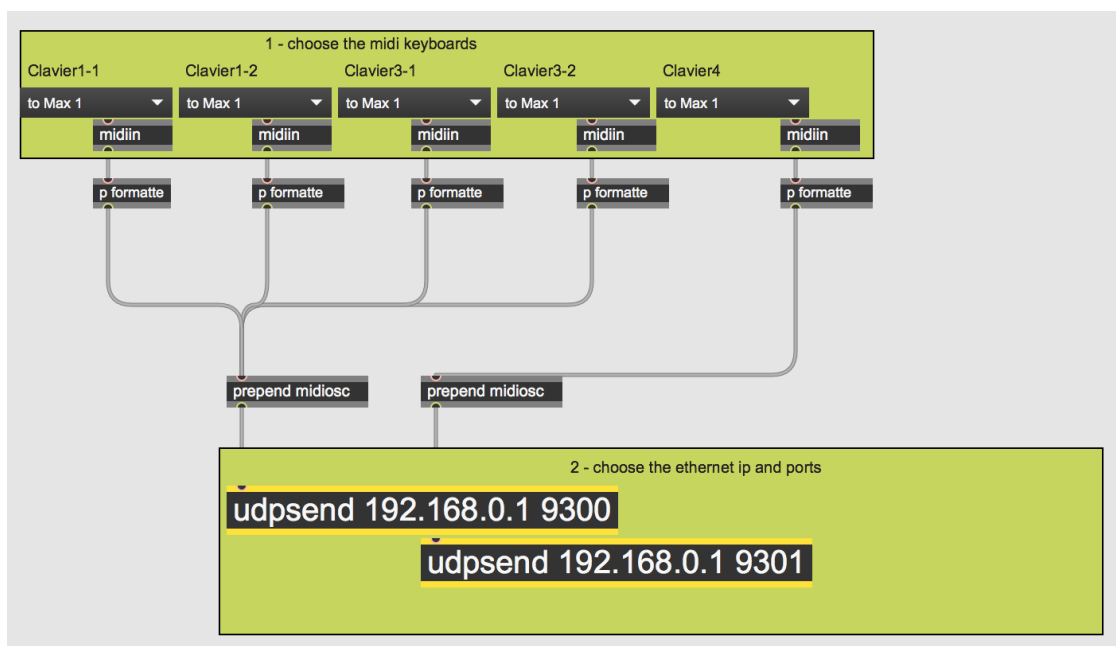 1 - choose the midi keyboards
Clavier1-1 Clavier1-2 Clavier3-1 Clavier3-2 Clavier4
to Max 1 to Max 1 to Max 1 to Max 1 to Max 1
midiin midiin midiin midiin midiin
p formatte p formatte p formatte p formatte p formatte
prepend midiosc prepend midiosc
2 - choose the ethernet ip and ports
udpsend 192.168.0.1 9300
udpsend 192.168.0.1 9301